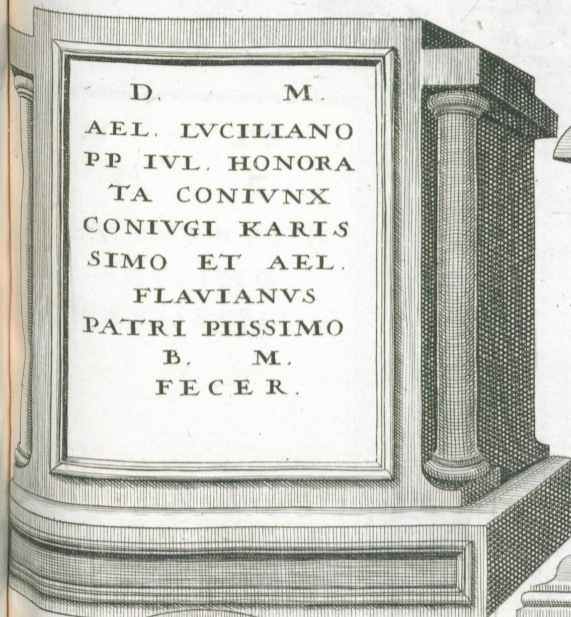 D. M.
AEL. LVCILIANO
PP IVL. HONORA
TA CONIVNX
CONIVGI KARIS
SIMO ET AEL.
FLAVIANVS
PATRI PIISSIMO
B. M.
FECER.